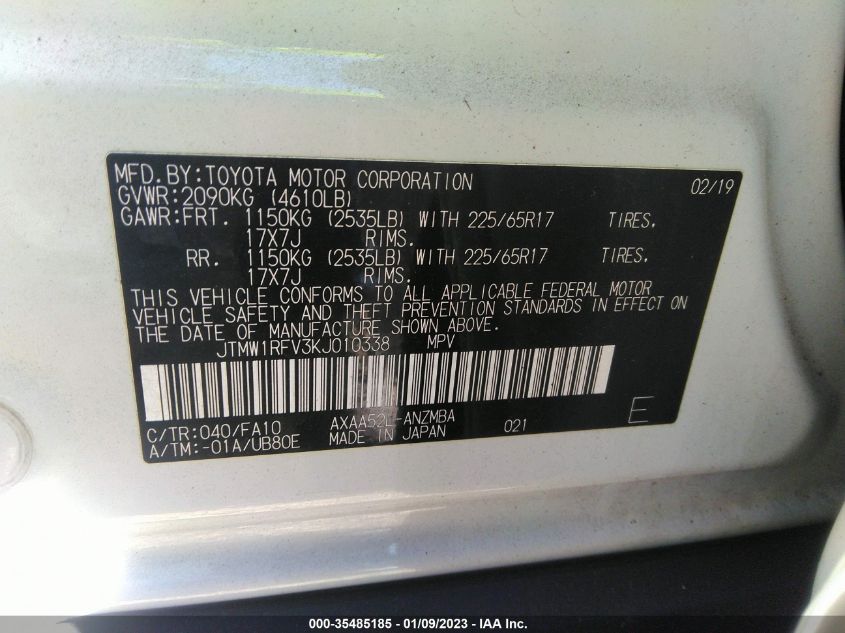 MFD.BY:TOYOTA MOTOR CORPORATION 02/19
GVWR:2090KG (4610LB)
GAWR:FRT. 1150KG (2535LB) WITH 225/65R17 TIRES.
17X7J RIMS.
RR. 1150KG (2535LB) WITH 225/65R17 TIRES.
17X7J RIMS.
THIS VEHICLE CONFORMS TO ALL APPLICABLE FEDERAL MOTOR
VEHICLE SAFETY AND THEFT PREVENTION STANDARDS IN EFFECT ON
THE DATE OF MANUFACTURE SHOWN ABOVE.
JTMW1RFV3KJ010338 MPV
C/TR:040/FA10 AXAA52L-ANZMBA 021 E
A/TM:-01A/UB80E MADE IN JAPAN
000-35485185 - 01/09/2023 - IAA Inc.